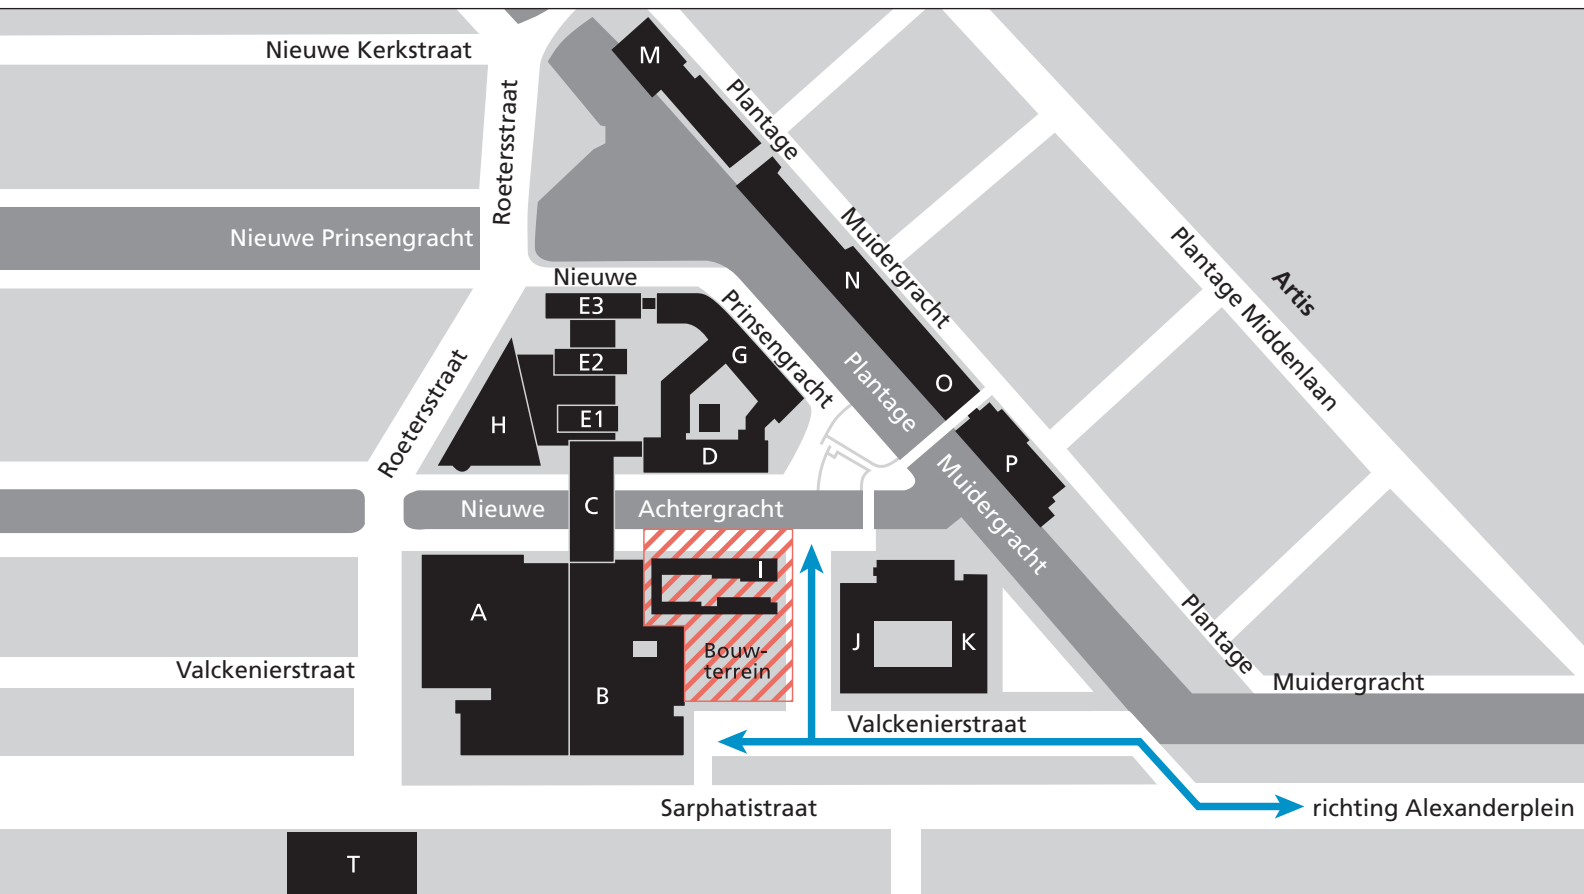 Nieuwe Kerkstraat
M
Plantage
Roetersstraat
Muidergracht
Plantage Middenlaan
Artis
Nieuwe Prinsengracht
Nieuwe
Prinsengracht
E3
N
E2
G
Plantage
O
Roetersstraat
H
E1
D
P
Muidergracht
Nieuwe
C
Achtergracht
I
A
Bouw-
terrein
J
K
Plantage
Valckenierstraat
B
Muidergracht
Valckenierstraat
Sarphatistraat
richting Alexanderplein
T